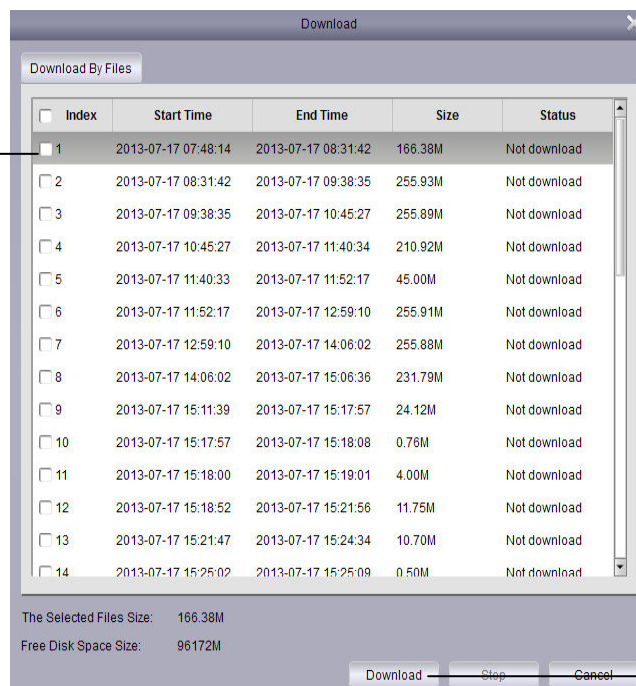 Download
Download By Files
Index Start Time End Time Size Status
1 2013-07-17 07:48:14 2013-07-17 08:31:42 166.38M Not download
2 2013-07-17 08:31:42 2013-07-17 09:38:35 255.93M Not download
3 2013-07-17 09:38:35 2013-07-17 10:45:27 255.89M Not download
4 2013-07-17 10:45:27 2013-07-17 11:40:34 210.92M Not download
5 2013-07-17 11:40:33 2013-07-17 11:52:17 45.00M Not download
6 2013-07-17 11:52:17 2013-07-17 12:59:10 255.91M Not download
7 2013-07-17 12:59:10 2013-07-17 14:06:02 255.88M Not download
8 2013-07-17 14:06:02 2013-07-17 15:06:36 231.79M Not download
9 2013-07-17 15:11:39 2013-07-17 15:17:57 24.12M Not download
10 2013-07-17 15:17:57 2013-07-17 15:18:08 0.76M Not download
11 2013-07-17 15:18:00 2013-07-17 15:19:01 4.00M Not download
12 2013-07-17 15:18:52 2013-07-17 15:21:56 11.75M Not download
13 2013-07-17 15:21:47 2013-07-17 15:24:34 10.70M Not download
14 2013-07-17 15:25:02 2013-07-17 15:25:09 0.50M Not download
The Selected Files Size: 166.38M
Free Disk Space Size: 96172M
Download Stop Cancel